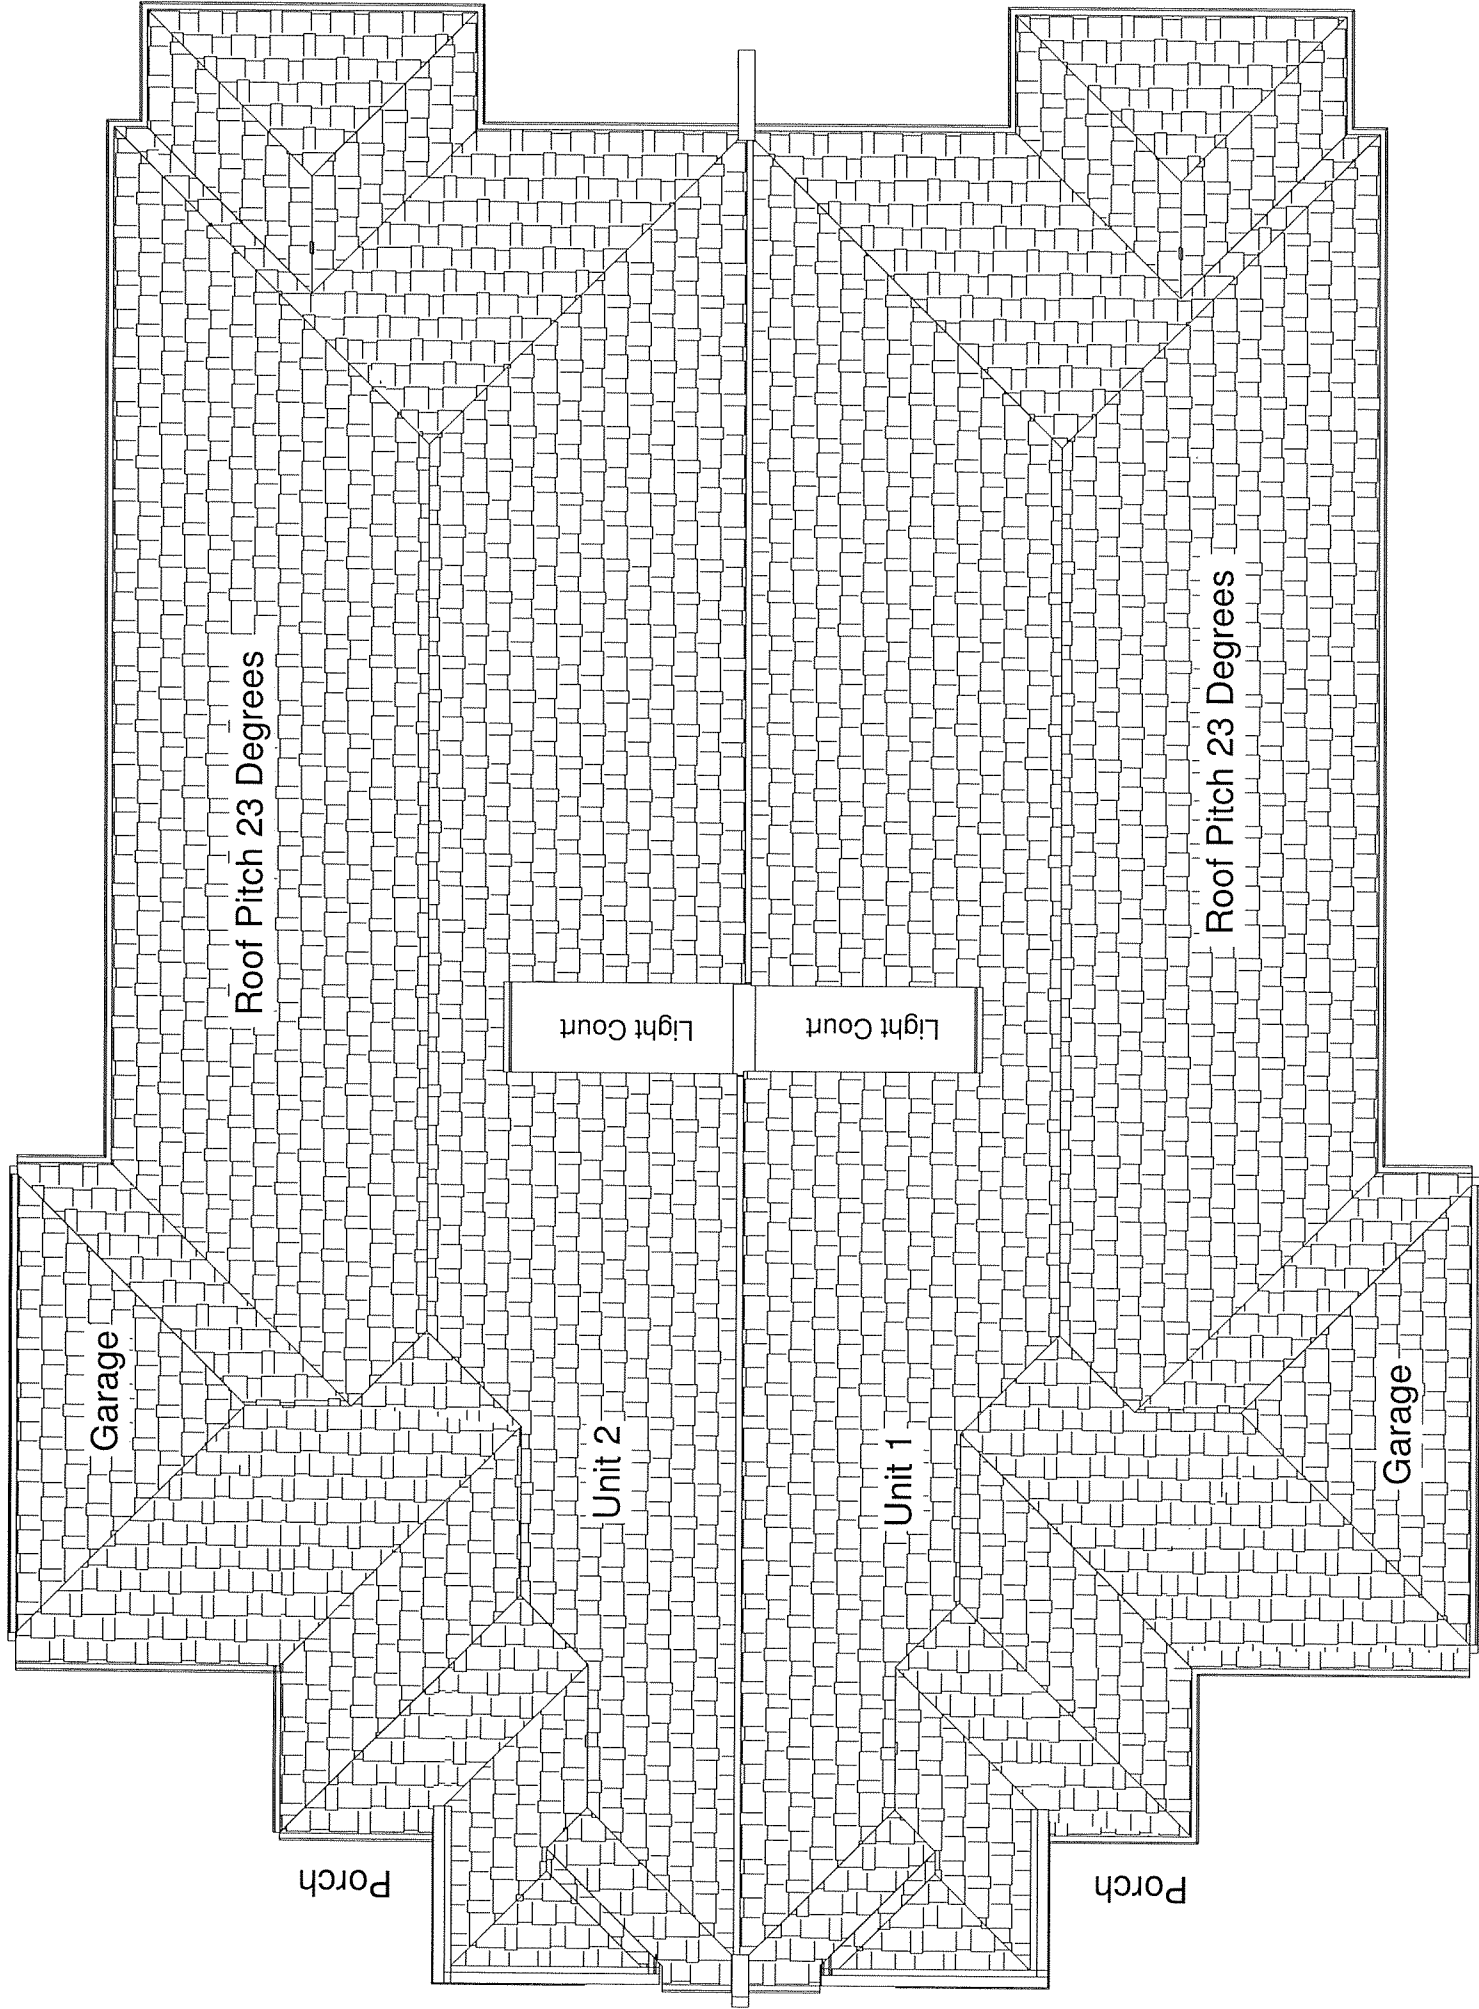 Roof Pitch 23 Degrees
Roof Pitch 23 Degrees
Light Court
Light Court
Garage
Garage
Unit 2
Unit 1
Porch
Porch